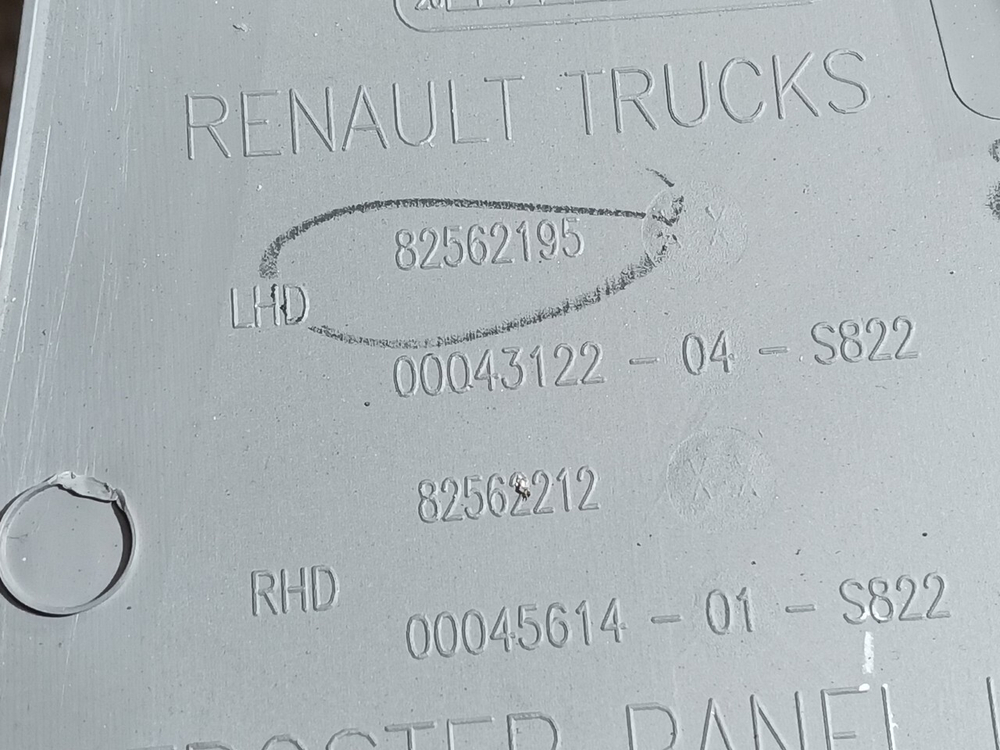 RENAULT TRUCKS
82562195
LHD
00043122 - 04 - S822
82562212
RHD
00045614 - 01 - S822
PANEL